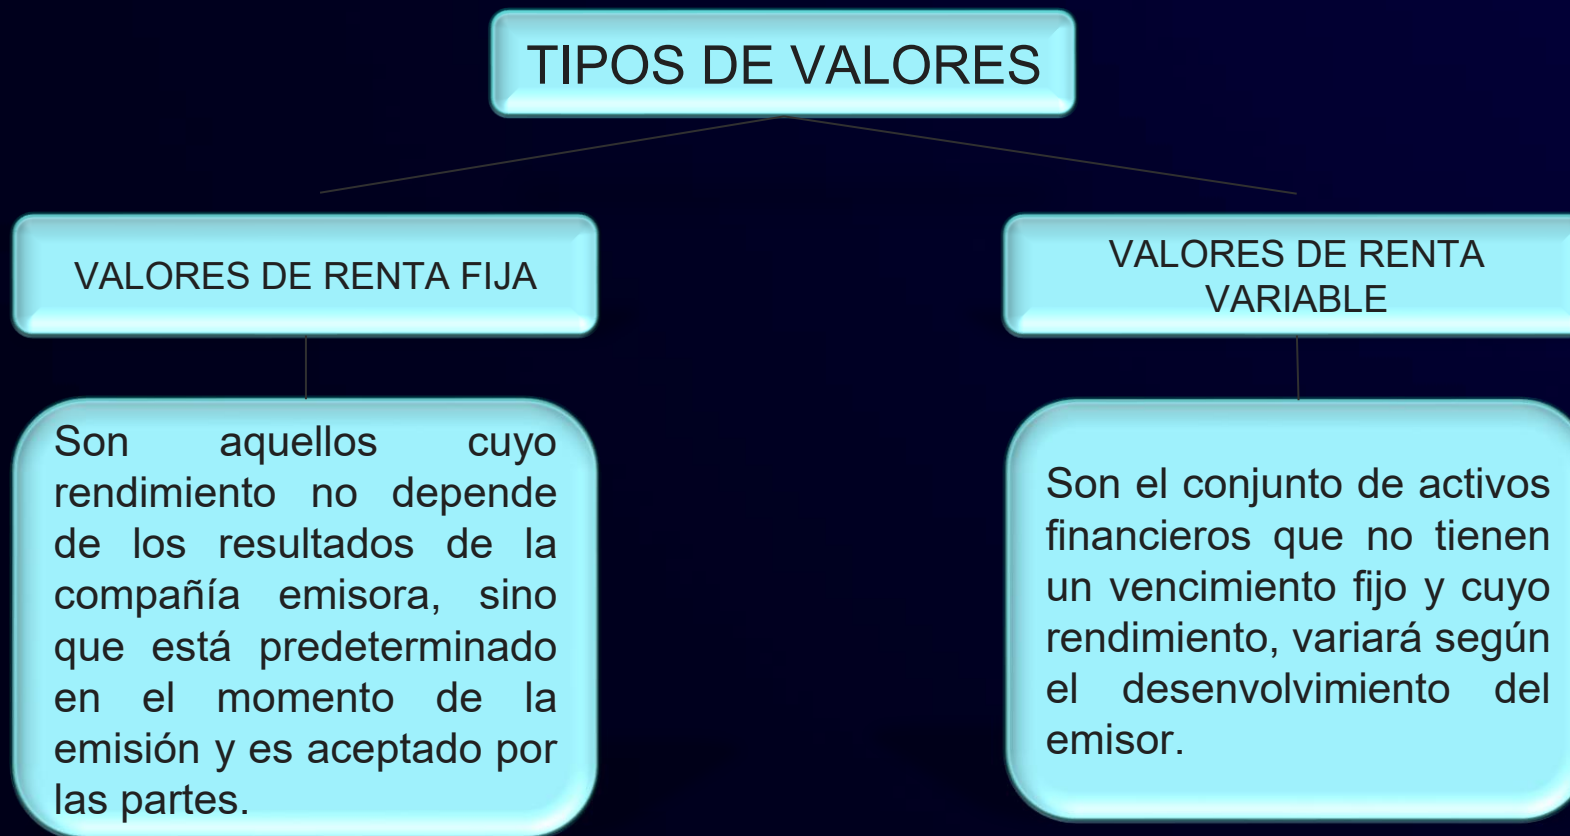 TIPOS DE VALORES
VALORES DE RENTA FIJA
VALORES DE RENTA
VARIABLE
Son aquellos cuyo
rendimiento no depende
de los resultados de la
compañía emisora, sino
que está predeterminado
en el momento de la
emisión y es aceptado por
las partes.
Son el conjunto de activos
financieros que no tienen
un vencimiento fijo y cuyo
rendimiento, variará según
el desenvolvimiento del
emisor.